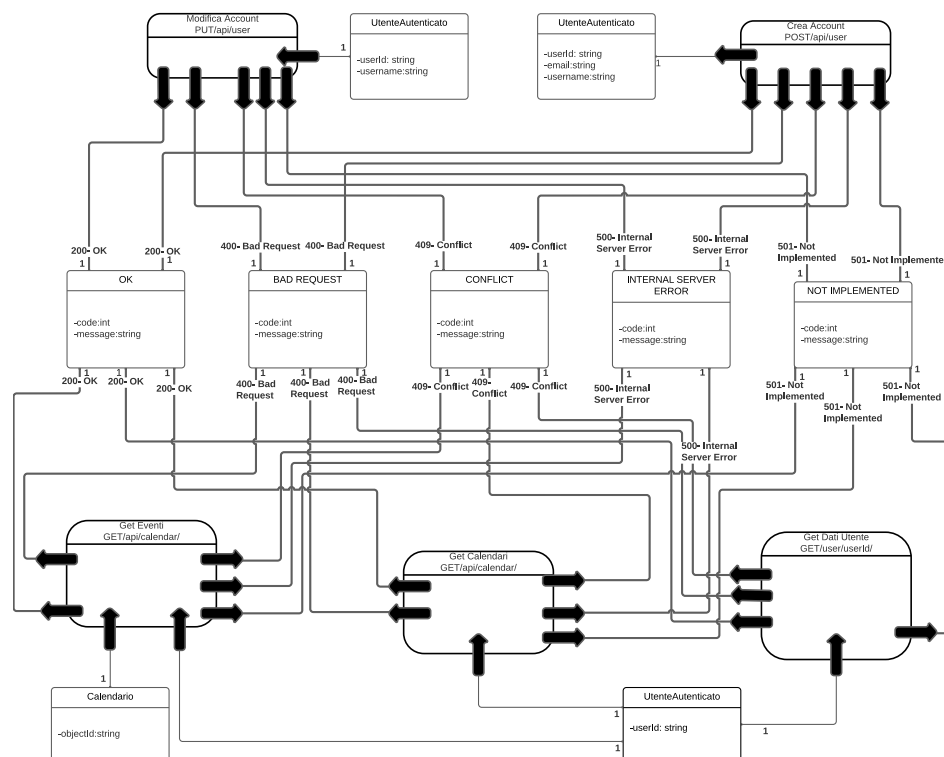 Modifica Account
PUT/api/user
UtenteAutenticato
-userId: string
-username:string
1
UtenteAutenticato
-userId: string
-email:string
-username:string
1
Crea Account
POST/api/user
200- OK
200- OK
400- Bad Request
400- Bad Request
409- Conflict
409- Conflict
500- Internal
Server Error
500- Internal
Server Error
501- Not
Implemented
501- Not Implemente
1
1
1
1
1
1
1
1
1
1
OK
-code:int
-message:string
BAD REQUEST
-code:int
-message:string
CONFLICT
-code:int
-message:string
INTERNAL SERVER
ERROR
-code:int
-message:string
NOT IMPLEMENTED
-code:int
-message:string
1
1
1
1
1
1
1
1
1
1
1
1
1
1
200- OK
200- OK
200- OK
400- Bad
Request
400- Bad
Request
400- Bad
Request
409- Conflict
409-
Conflict
409- Conflict
500- Internal
Server Error
500- Internal
Server Error
501- Not
Implemented
501- Not
Implemented
501- Not
Implemented
Get Eventi
GET/api/calendar/
Get Calendari
GET/api/calendar/
Get Dati Utente
GET/user/userId/
1
Calendario
-objectId:string
UtenteAutenticato
-userId: string
1
1
1